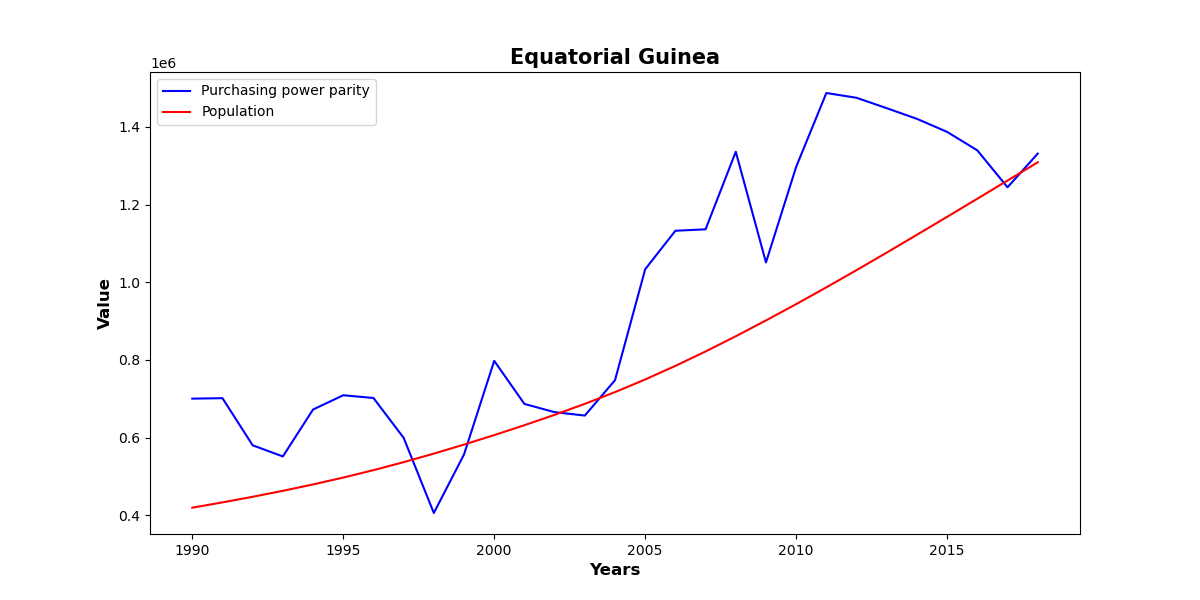 Equatorial Guinea
1e6
Purchasing power parity
Population
1.4
1.2
1.0
0.8
0.6
0.4
Value
1990 1995 2000 2005 2010 2015
Years